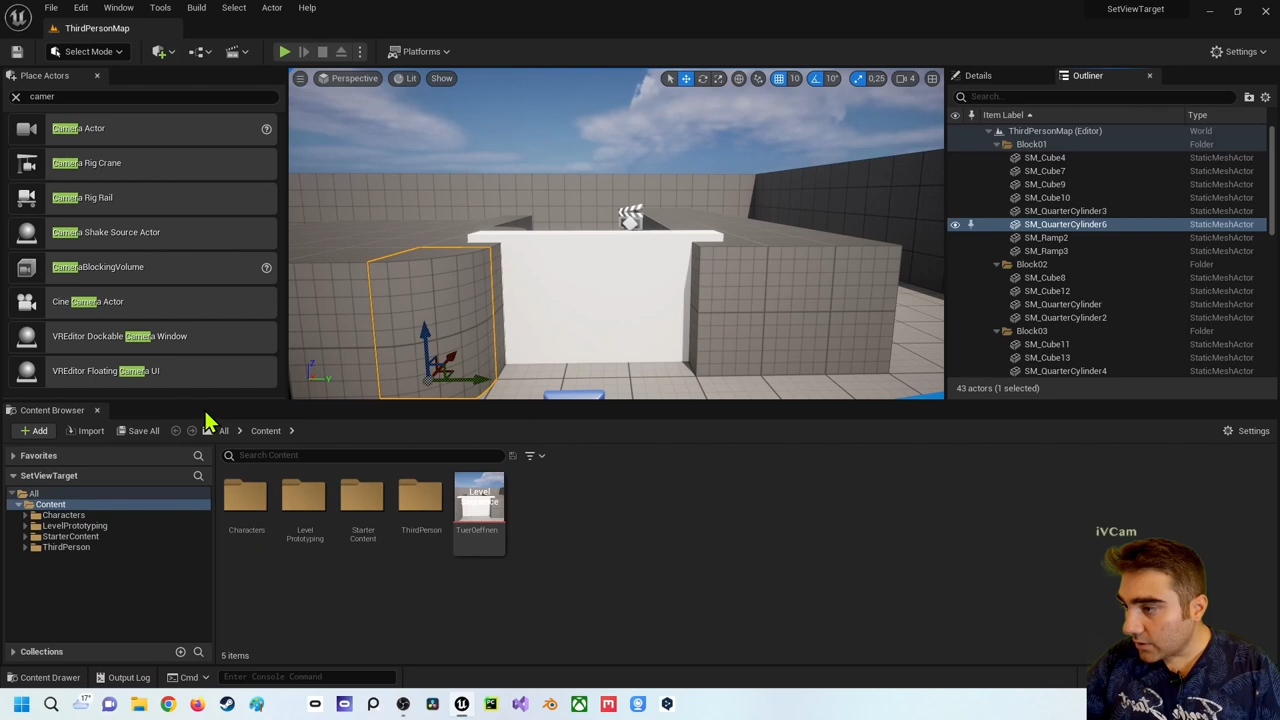 File Edit Window Tools Build Select Actor Help
SetViewTarget
ThirdPersonMap
Select Mode
Platforms
Settings
Place Actors
camer
Camera Actor
Camera Rig Crane
Camera Rig Rail
Camera Shake Source Actor
CameraBlockingVolume
Cine Camera Actor
VREditor Dockable Camera Window
VREditor Floating Camera UI
Perspective Lit Show
10 10° 0,25 4
Z
Y
Details Outliner
Search...
Item Label Type
ThirdPersonMap (Editor) World
Block01 Folder
SM_Cube4 StaticMeshActor
SM_Cube7 StaticMeshActor
SM_Cube9 StaticMeshActor
SM_Cube10 StaticMeshActor
SM_QuarterCylinder3 StaticMeshActor
SM_QuarterCylinder6 StaticMeshActor
SM_Ramp2 StaticMeshActor
SM_Ramp3 StaticMeshActor
Block02 Folder
SM_Cube8 StaticMeshActor
SM_Cube12 StaticMeshActor
SM_QuarterCylinder StaticMeshActor
SM_QuarterCylinder2 StaticMeshActor
Block03 Folder
SM_Cube11 StaticMeshActor
SM_Cube13 StaticMeshActor
SM_QuarterCylinder4 StaticMeshActor
43 actors (1 selected)
Content Browser
Add Import Save All All Content
Settings
Favorites
SetViewTarget
All
Content
Characters
LevelPrototyping
StarterContent
ThirdPerson
Collections
Search Content
Characters
Level
Prototyping
Starter
Content
ThirdPerson
Level
Sequence
TuerOeffnen
5 items
iVCam
Content Drawer Output Log Cmd Enter Console Command
17°